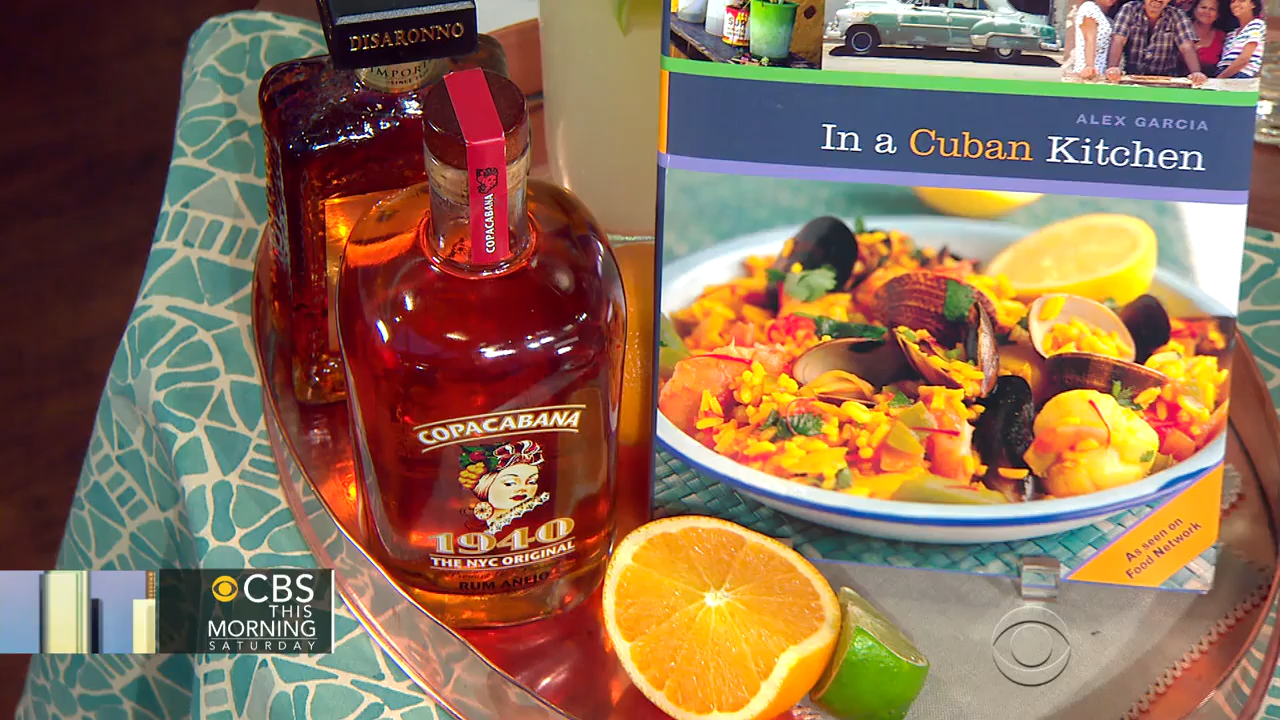 DISARONNO
IMPOR
COPACABANA
COPACABANA
1940
THE NYC ORIGINAL
RUM AÑEJO
ALEX GARCIA
In a Cuban Kitchen
As seen on
Food Network
CBS
THIS
MORNING
SATURDAY